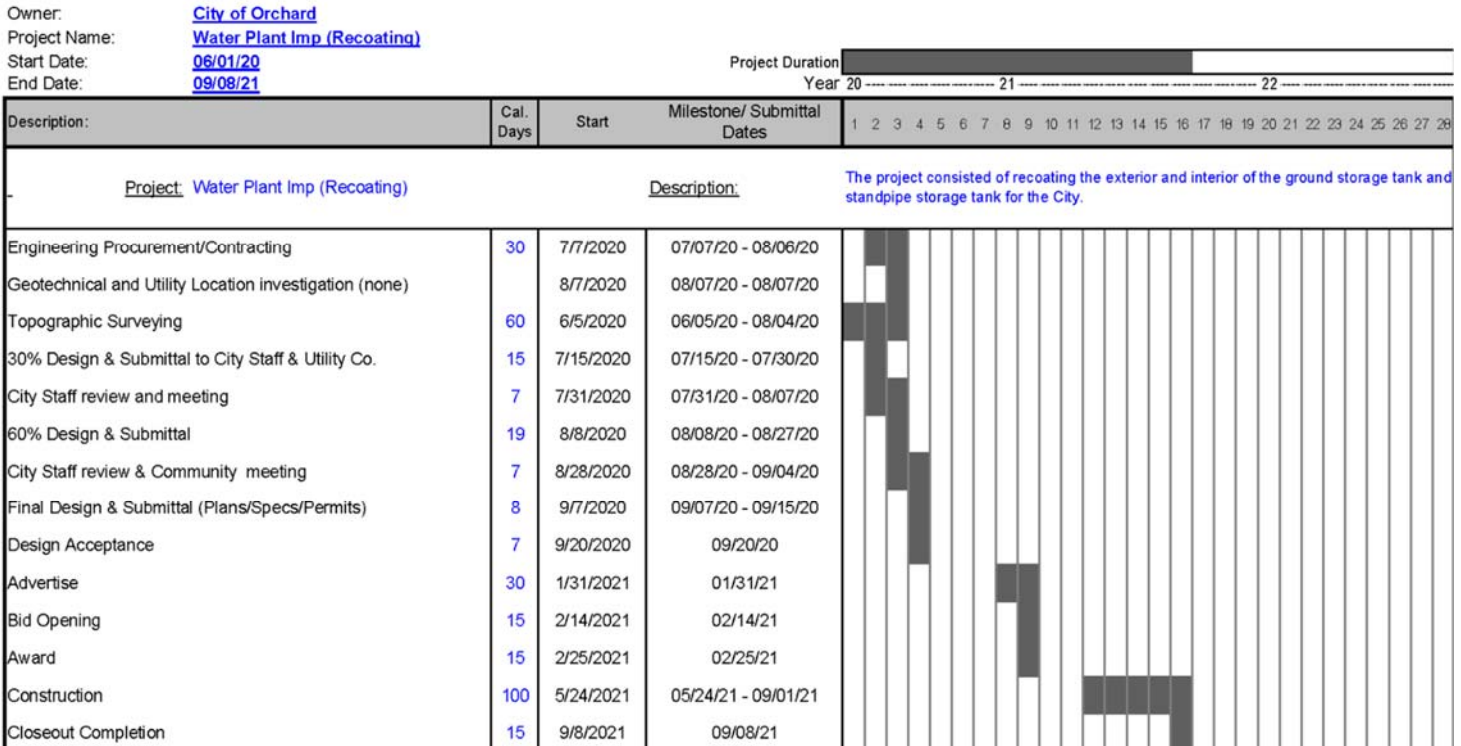 Owner: City of Orchard
Project Name: Water Plant Imp (Recoating)
Start Date: 06/01/20
Project Duration
End Date: 09/08/21
Year 20 ---- ---- ---- ---- ---- ---- 21 ---- ---- ---- ---- ---- ---- ---- ---- ---- ---- ---- 22 ---- ---- ---- ---- ---- ---- ---- ----
Description: Cal. Days Start Milestone/ Submittal Dates 1 2 3 4 5 6 7 8 9 10 11 12 13 14 15 16 17 18 19 20 21 22 23 24 25 26 27 28
Project: Water Plant Imp (Recoating) Description: The project consisted of recoating the exterior and interior of the ground storage tank and
standpipe storage tank for the City.
Engineering Procurement/Contracting 30 7/7/2020 07/07/20 - 08/06/20
Geotechnical and Utility Location investigation (none) 8/7/2020 08/07/20 - 08/07/20
Topographic Surveying 60 6/5/2020 06/05/20 - 08/04/20
30% Design & Submittal to City Staff & Utility Co. 15 7/15/2020 07/15/20 - 07/30/20
City Staff review and meeting 7 7/31/2020 07/31/20 - 08/07/20
60% Design & Submittal 19 8/8/2020 08/08/20 - 08/27/20
City Staff review & Community meeting 7 8/28/2020 08/28/20 - 09/04/20
Final Design & Submittal (Plans/Specs/Permits) 8 9/7/2020 09/07/20 - 09/15/20
Design Acceptance 7 9/20/2020 09/20/20
Advertise 30 1/31/2021 01/31/21
Bid Opening 15 2/14/2021 02/14/21
Award 15 2/25/2021 02/25/21
Construction 100 5/24/2021 05/24/21 - 09/01/21
Closeout Completion 15 9/8/2021 09/08/21